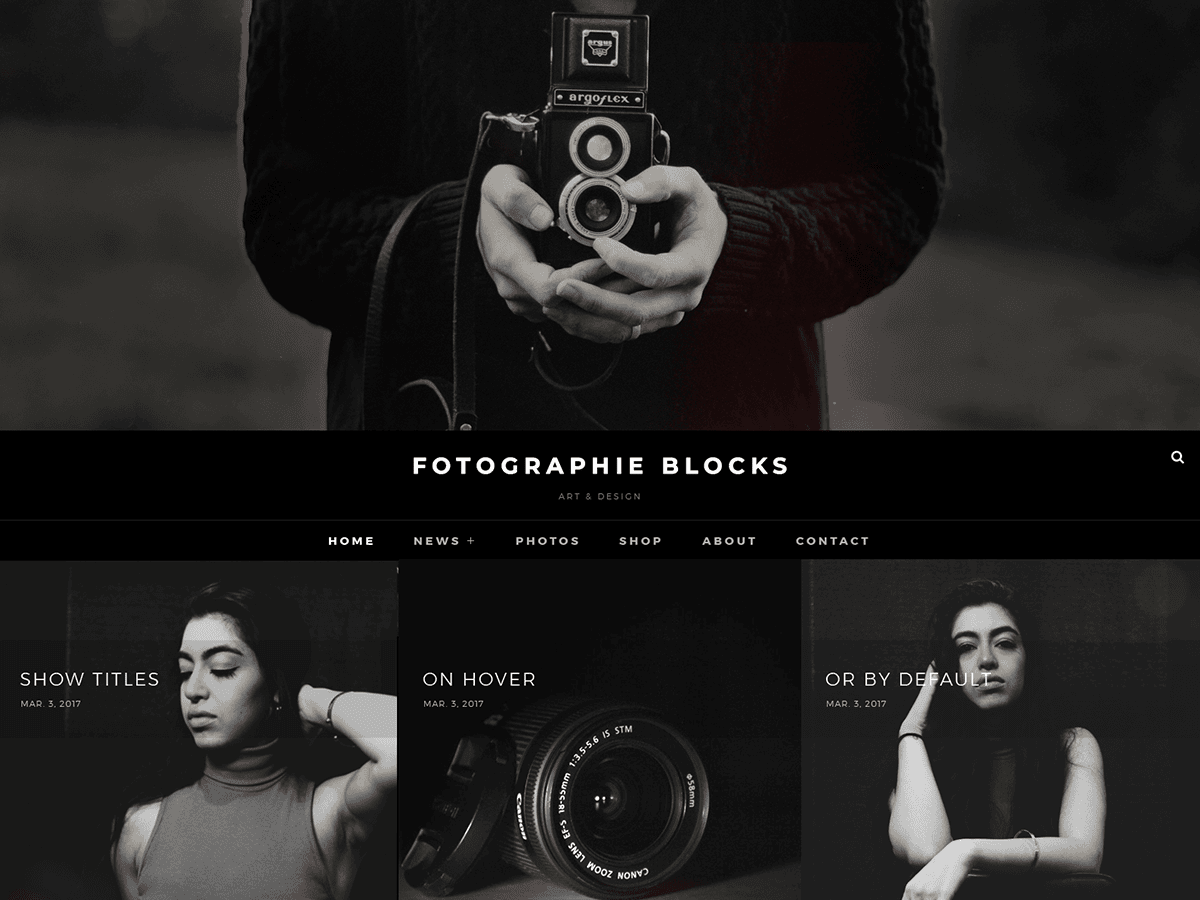 argus
argoflex
FOTOGRAPHIE BLOCKS
ART & DESIGN
HOME NEWS + PHOTOS SHOP ABOUT CONTACT
SHOW TITLES
MAR. 3, 2017
ON HOVER
MAR. 3, 2017
OR BY DEFAULT
MAR. 3, 2017
Canon
CANON ZOOM LENS EF-S 18-55mm 1:3.5-5.6 IS STM
Φ58mm